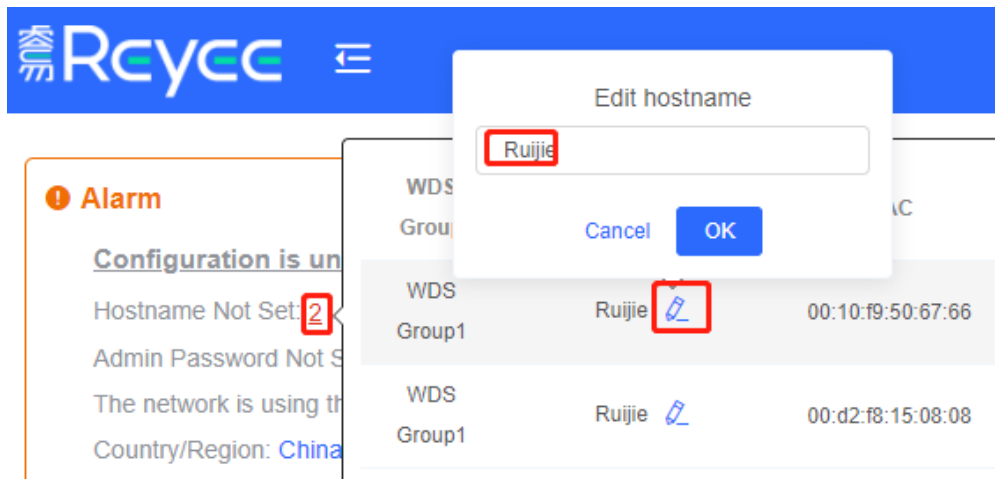 睿易 Reyee
Edit hostname
Ruijie
Cancel OK
Alarm
Configuration is un
Hostname Not Set: 2
Admin Password Not S
The network is using th
Country/Region: China
WDS
Group
AC
WDS
Group1
Ruijie
00:10:f9:50:67:66
WDS
Group1
Ruijie
00:d2:f8:15:08:08